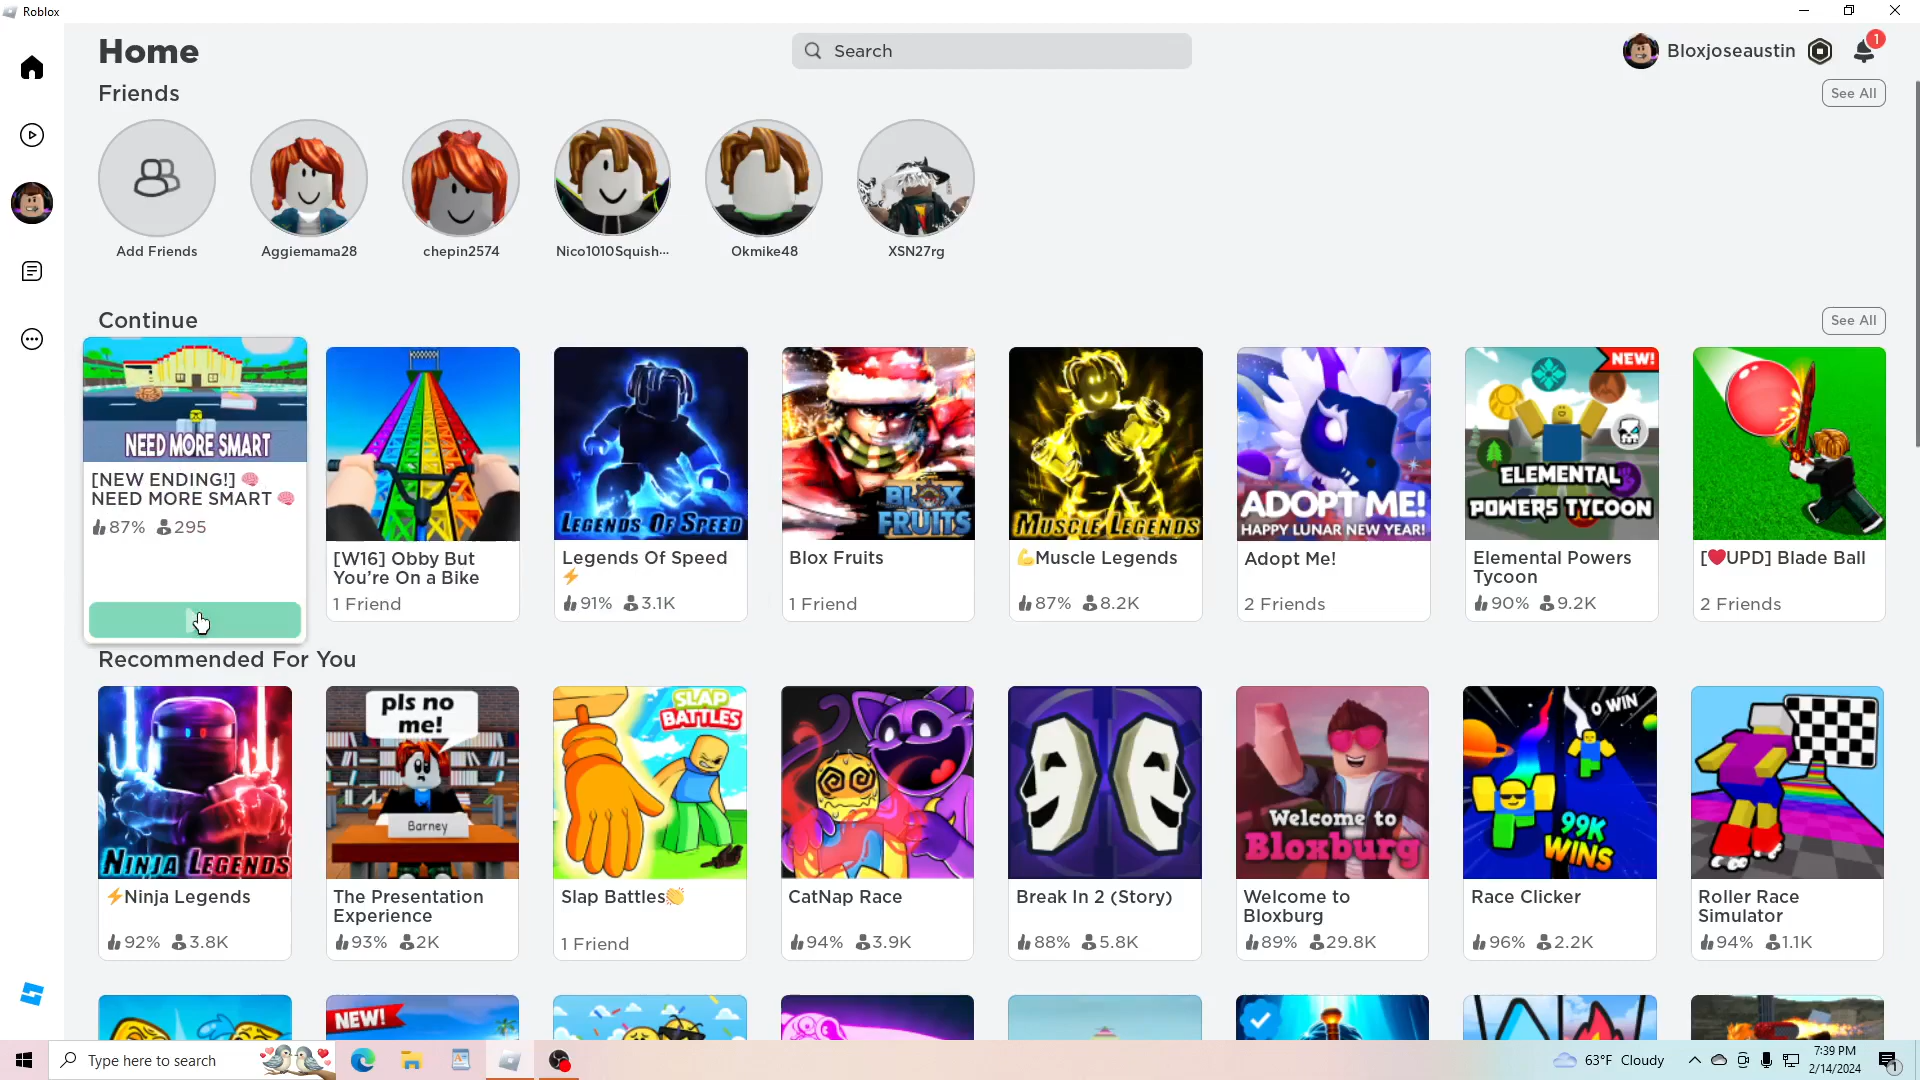 Roblox
Home
Search
Bloxjoseaustin
1
Friends
See All
Add Friends
Aggiemama28
chepin2574
Nico1010Squish...
Okmike48
XSN27rg
Continue
See All
NEED MORE SMART
[NEW ENDING!] 🧠
NEED MORE SMART 🧠
87% 295
[W16] Obby But
You're On a Bike
1 Friend
LEGENDS OF SPEED
Legends Of Speed
⚡
91% 3.1K
BLOX
FRUITS
Blox Fruits
1 Friend
MUSCLE LEGENDS
💪Muscle Legends
87% 8.2K
ADOPT ME!
HAPPY LUNAR NEW YEAR!
Adopt Me!
2 Friends
NEW!
ELEMENTAL
POWERS TYCOON
Elemental Powers
Tycoon
90% 9.2K
[❤️UPD] Blade Ball
2 Friends
Recommended For You
NINJA LEGENDS
⚡Ninja Legends
92% 3.8K
pls no
me!
Barney
The Presentation
Experience
93% 2K
SLAP
BATTLES
Slap Battles👏
1 Friend
CatNap Race
94% 3.9K
Break In 2 (Story)
88% 5.8K
Welcome to
Bloxburg
Welcome to
Bloxburg
89% 29.8K
0 WIN
99K
WINS
Race Clicker
96% 2.2K
Roller Race
Simulator
94% 1.1K
NEW!
Type here to search
63°F Cloudy
7:39 PM
2/14/2024
1